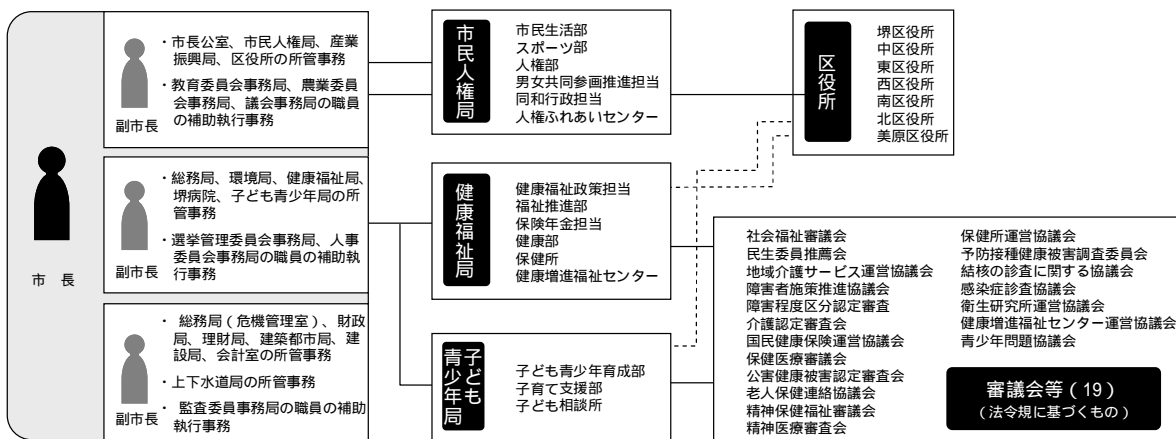 市　長
・市長公室、市民人権局、産業
振興局、区役所の所管事務
・教育委員会事務局、農業委員
会事務局、議会事務局の職員
の補助執行事務
副市長
・総務局、環境局、健康福祉局、
堺病院、子ども青少年局の所
管事務
・選挙管理委員会事務局、人事
委員会事務局の職員の補助執
行事務
・ 総務局（危機管理室）、財政
局、理財局、建築都市局、建
設局、会計室の所管事務
・上下水道局の所管事務
・監査委員事務局の職員の補助
執行事務
副市長
市民人権局
市民生活部
スポーツ部
人権部
男女共同参画推進担当
同和行政担当
人権ふれあいセンター
健康福祉局
健康福祉政策担当
福祉推進部
保険年金担当
健康部
保健所
健康増進福祉センター
子ども
青少年局
子ども青少年育成部
子育て支援部
子ども相談所
区役所
堺区役所
中区役所
東区役所
西区役所
南区役所
北区役所
美原区役所
社会福祉審議会
民生委員推薦会
地域介護サービス運営協議会
障害者施策推進協議会
障害程度区分認定審査
介護認定審査会
国民健康保険運営協議会
保健医療審議会
公害健康被害認定審査会
老人保健連絡協議会
精神保健福祉審議会
精神医療審査会
保健所運営協議会
予防接種健康被害調査委員会
結核の診査に関する協議会
感染症診査協議会
衛生研究所運営協議会
健康増進福祉センター運営協議会
青少年問題協議会
審議会等（19）
（法令規に基づくもの）